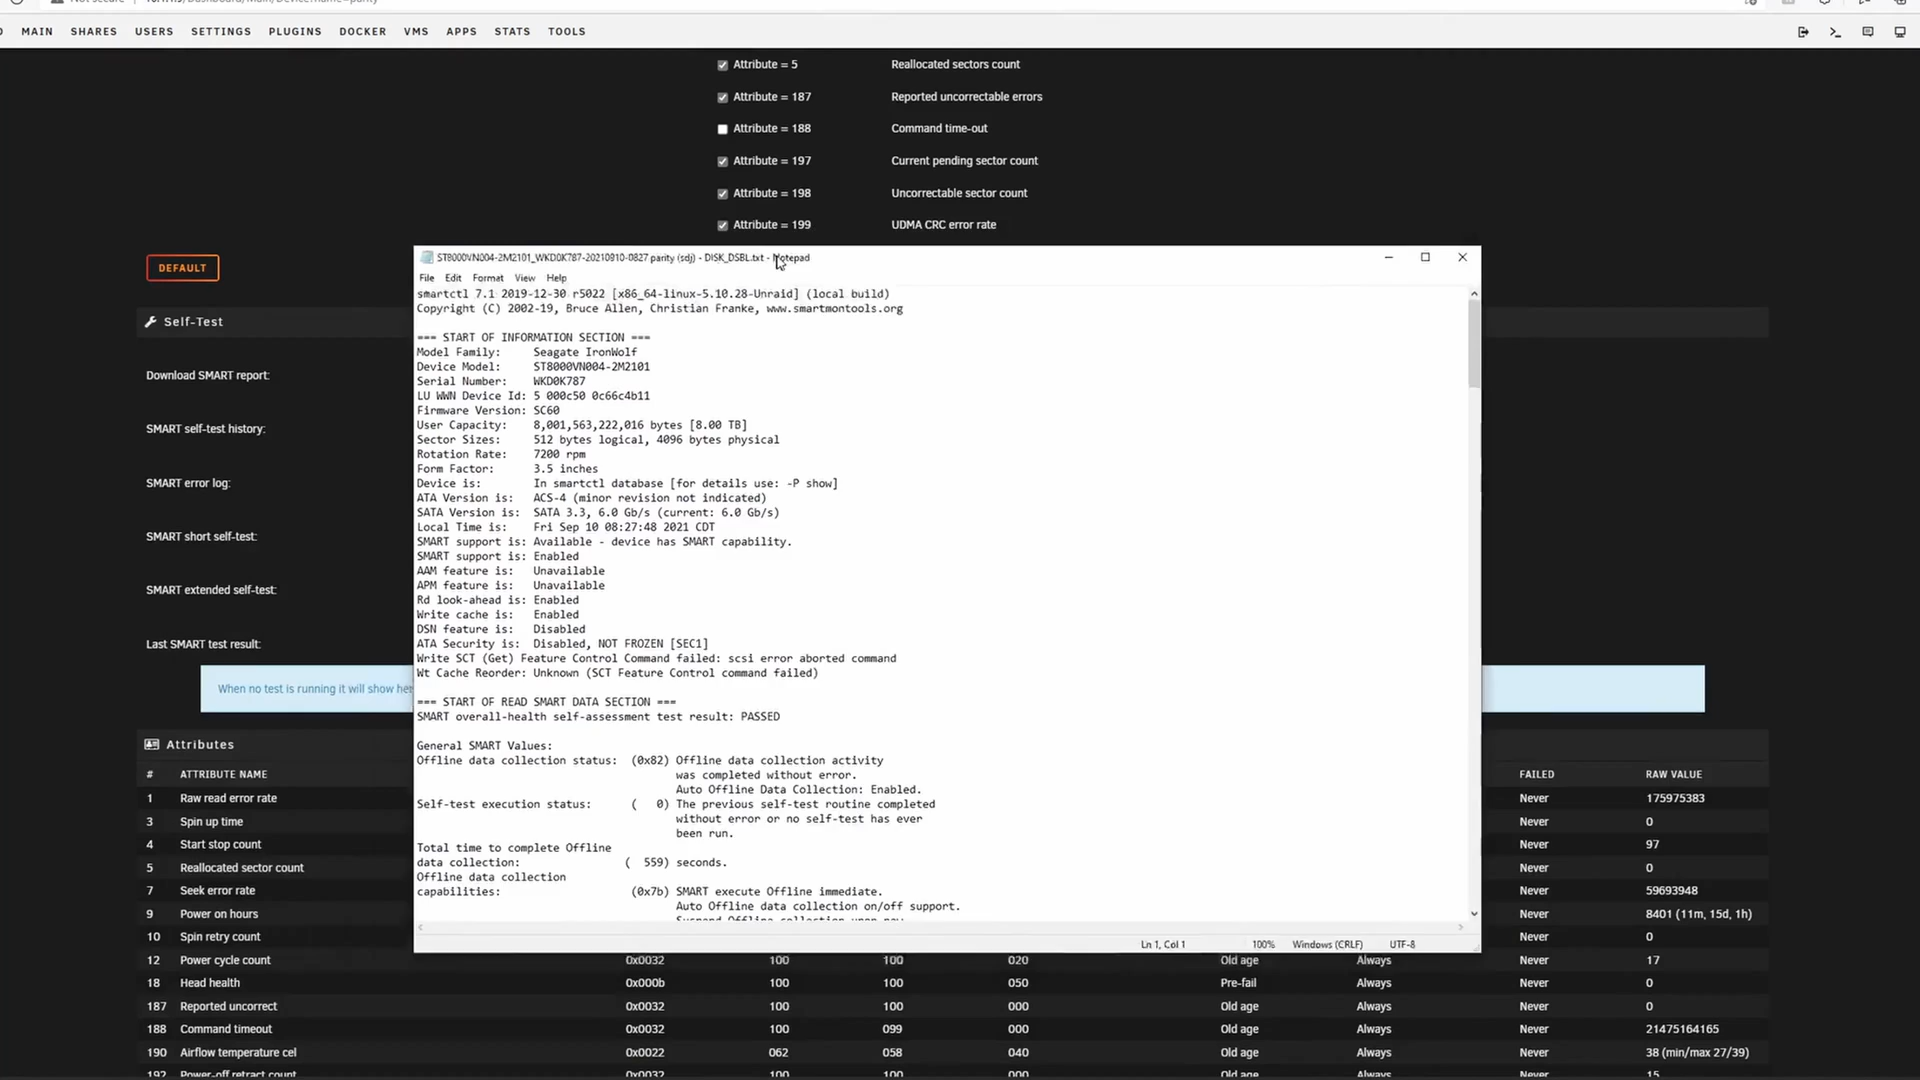 Not secure
MAIN SHARES USERS SETTINGS PLUGINS DOCKER VMS APPS STATS TOOLS
Attribute = 5 Reallocated sectors count
Attribute = 187 Reported uncorrectable errors
Attribute = 188 Command time-out
Attribute = 197 Current pending sector count
Attribute = 198 Uncorrectable sector count
Attribute = 199 UDMA CRC error rate
DEFAULT
Self-Test
Download SMART report:
SMART self-test history:
SMART error log:
SMART short self-test:
SMART extended self-test:
Last SMART test result:
When no test is running it will show
ST8000VN004-2M2101_WKD0K787-20210910-0827 parity (sdj) - DISK_DSBL.txt - Notepad
File Edit Format View Help
smartctl 7.1 2019-12-30 r5022 [x86_64-linux-5.10.28-Unraid] (local build)
Copyright (C) 2002-19, Bruce Allen, Christian Franke, www.smartmontools.org
=== START OF INFORMATION SECTION ===
Model Family: Seagate IronWolf
Device Model: ST8000VN004-2M2101
Serial Number: WKD0K787
LU WWN Device Id: 5 000c50 0c66c4b11
Firmware Version: SC60
User Capacity: 8,001,563,222,016 bytes [8.00 TB]
Sector Sizes: 512 bytes logical, 4096 bytes physical
Rotation Rate: 7200 rpm
Form Factor: 3.5 inches
Device is: In smartctl database [for details use: -P show]
ATA Version is: ACS-4 (minor revision not indicated)
SATA Version is: SATA 3.3, 6.0 Gb/s (current: 6.0 Gb/s)
Local Time is: Fri Sep 10 08:27:48 2021 CDT
SMART support is: Available - device has SMART capability.
SMART support is: Enabled
AAM feature is: Unavailable
APM feature is: Unavailable
Rd look-ahead is: Enabled
Write cache is: Enabled
DSN feature is: Disabled
ATA Security is: Disabled, NOT FROZEN [SEC1]
Write SCT (Get) Feature Control Command failed: scsi error aborted command
Wt Cache Reorder: Unknown (SCT Feature Control command failed)
=== START OF READ SMART DATA SECTION ===
SMART overall-health self-assessment test result: PASSED
General SMART Values:
Offline data collection status: (0x82) Offline data collection activity
was completed without error.
Auto Offline Data Collection: Enabled.
Self-test execution status: ( 0) The previous self-test routine completed
without error or no self-test has ever
been run.
Total time to complete Offline
data collection: ( 559) seconds.
Offline data collection
capabilities: (0x7b) SMART execute Offline immediate.
Auto Offline data collection on/off support.
Suspend Offline collection upon new
Ln 1, Col 1 100% Windows (CRLF) UTF-8
Attributes
# ATTRIBUTE NAME FAILED RAW VALUE
1 Raw read error rate Never 175975383
3 Spin up time Never 0
4 Start stop count Never 97
5 Reallocated sector count Never 0
7 Seek error rate Never 59693948
9 Power on hours Never 8401 (11m, 15d, 1h)
10 Spin retry count Never 0
12 Power cycle count 0x0032 100 100 020 Old age Always Never 17
18 Head health 0x000b 100 100 050 Pre-fail Always Never 0
187 Reported uncorrect 0x0032 100 100 000 Old age Always Never 0
188 Command timeout 0x0032 100 099 000 Old age Always Never 21475164165
190 Airflow temperature cel 0x0022 062 058 040 Old age Always Never 38 (min/max 27/39)
192 Power-off retract count 0x0032 100 100 000 Old age Always Never 15